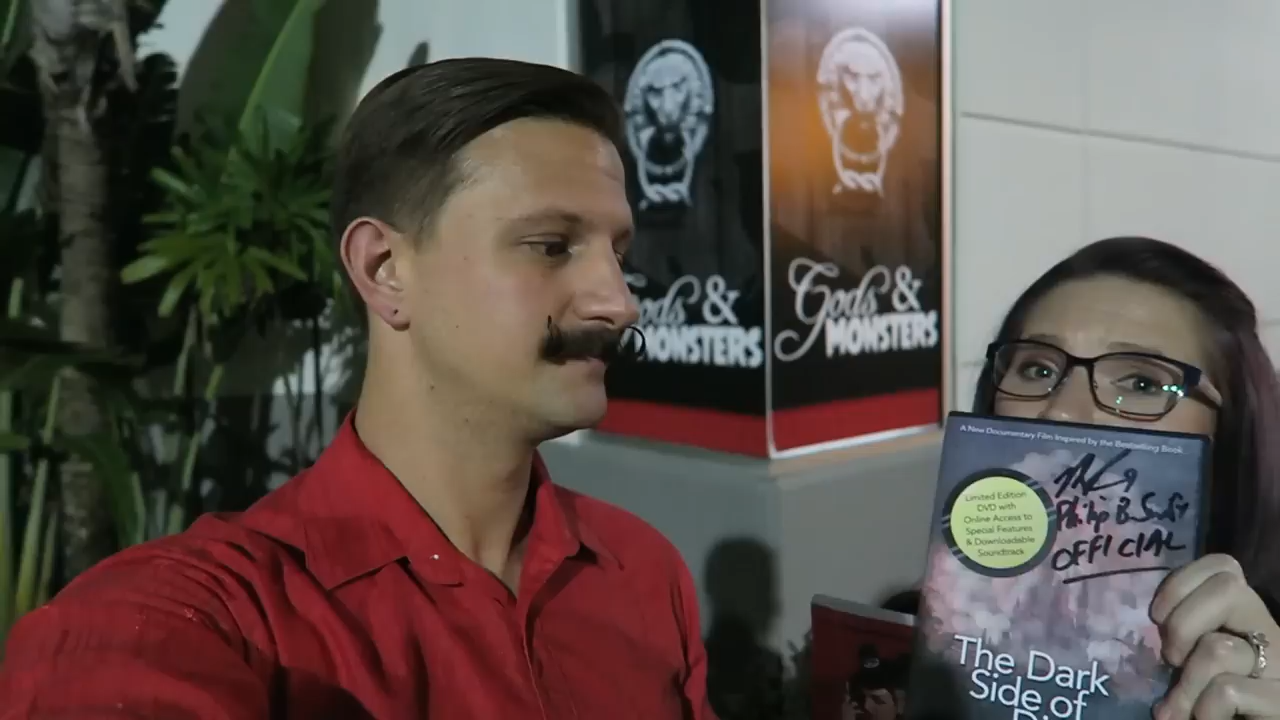 Gods &
MONSTERS
Gods &
MONSTERS
A New Documentary Film Inspired by the Bestselling Book
Limited Edition
DVD with
Online Access to
Special Features
& Downloadable
Soundtrack
OFFICIAL
The Dark
Side of